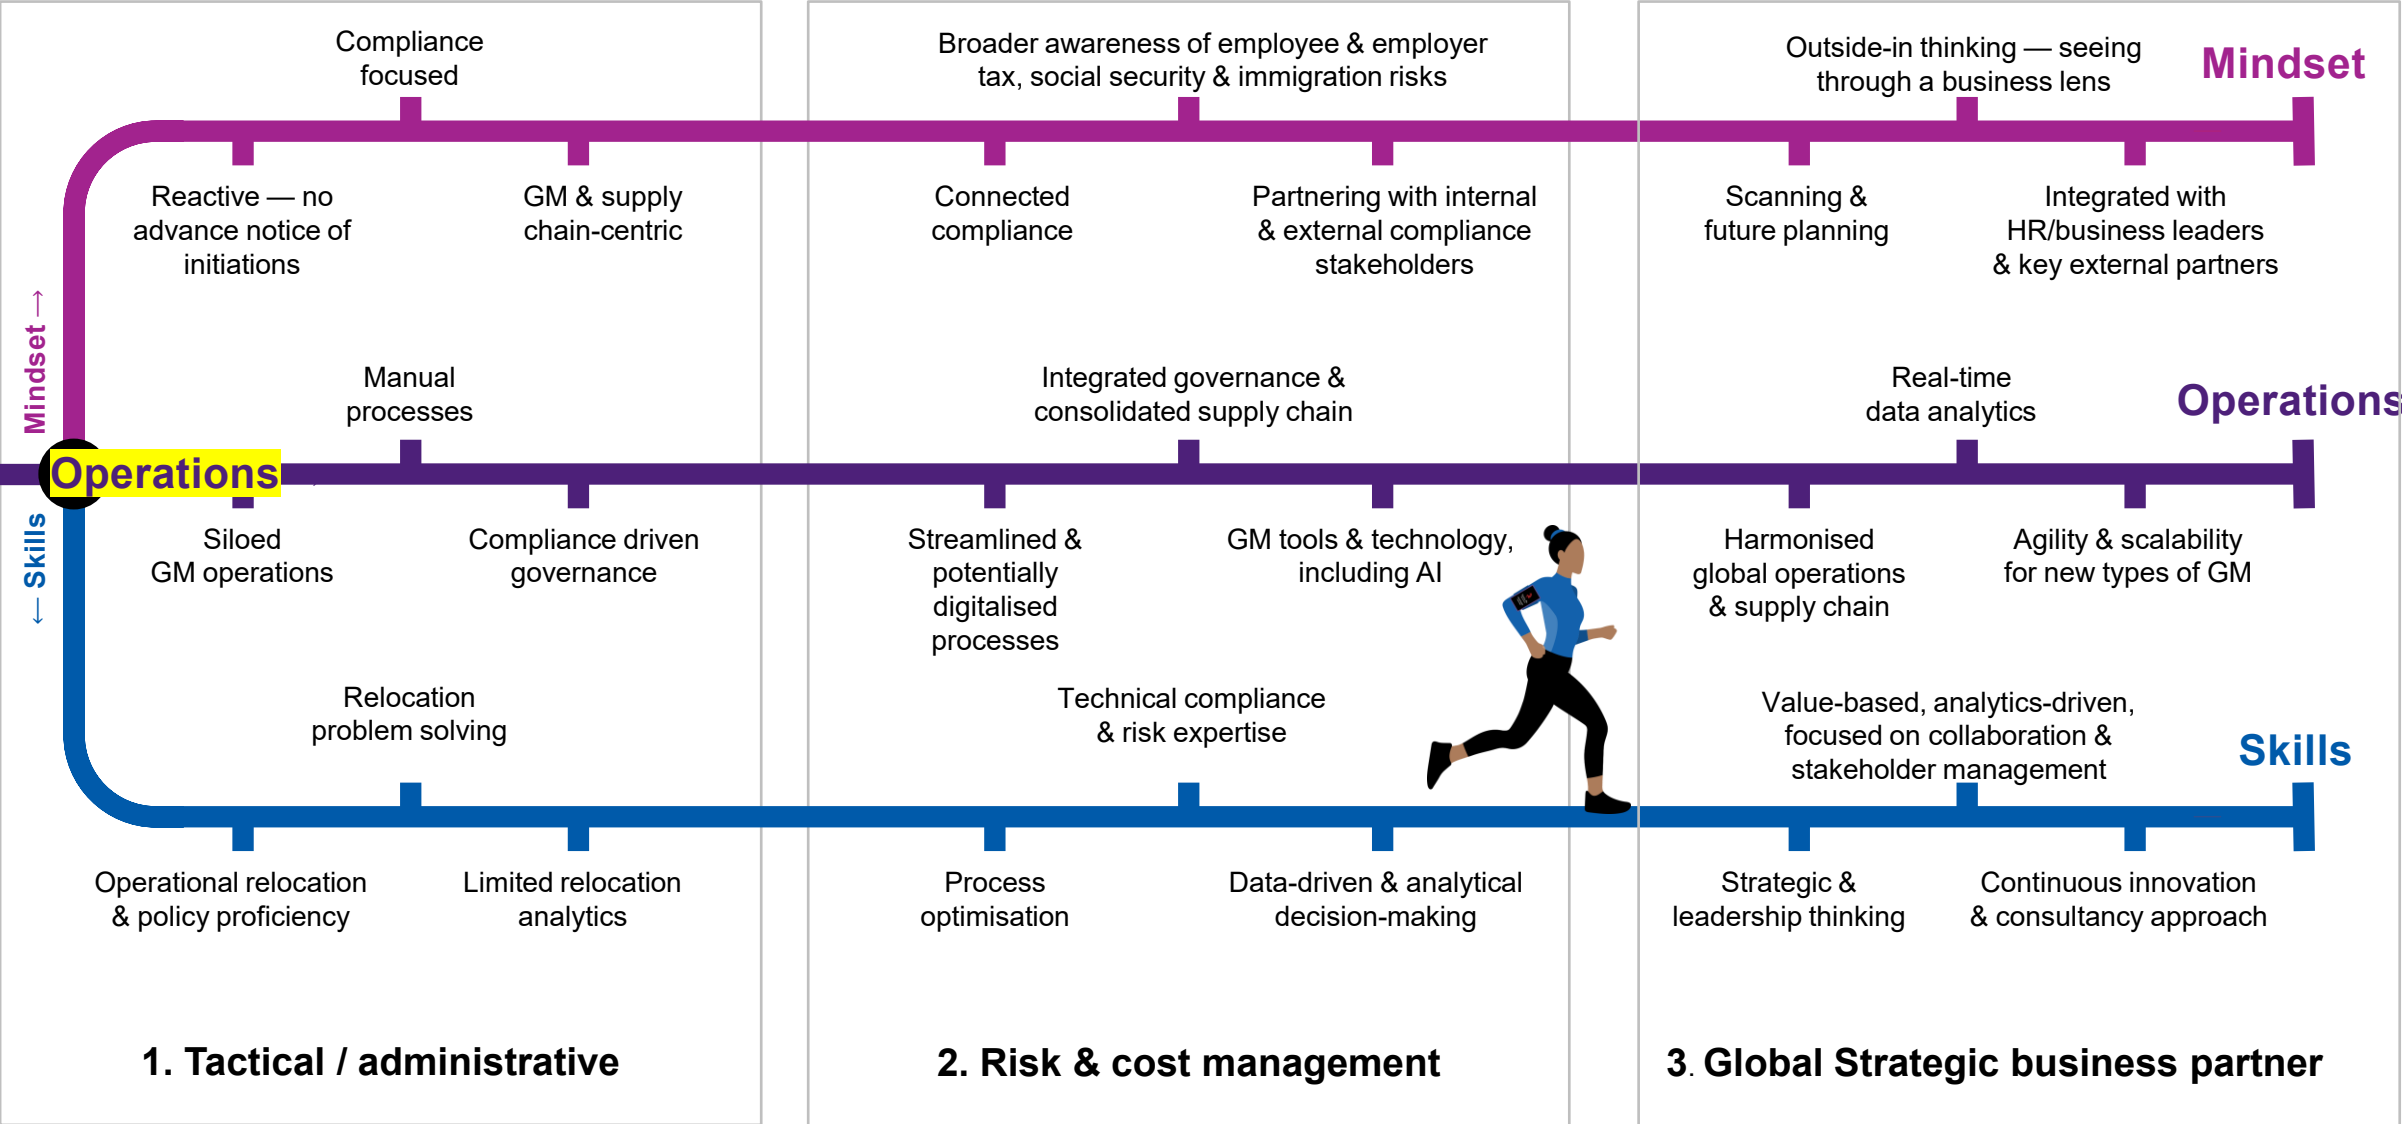 Compliance
focused
Broader awareness of employee & employer
tax, social security & immigration risks
Outside-in thinking — seeing
through a business lens
Mindset
Reactive — no
advance notice of
initiations
GM & supply
chain-centric
Connected
compliance
Partnering with internal
& external compliance
stakeholders
Scanning &
future planning
Integrated with
HR/business leaders
& key external partners
Mindset →
Manual
processes
Integrated governance &
consolidated supply chain
Real-time
data analytics
Operations
Operations
← Skills
Siloed
GM operations
Compliance driven
governance
Streamlined &
potentially
digitalised
processes
GM tools & technology,
including AI
Harmonised
global operations
& supply chain
Agility & scalability
for new types of GM
Relocation
problem solving
Technical compliance
& risk expertise
Value-based, analytics-driven,
focused on collaboration &
stakeholder management
Skills
Operational relocation
& policy proficiency
Limited relocation
analytics
Process
optimisation
Data-driven & analytical
decision-making
Strategic &
leadership thinking
Continuous innovation
& consultancy approach
1. Tactical / administrative
2. Risk & cost management
3. Global Strategic business partner